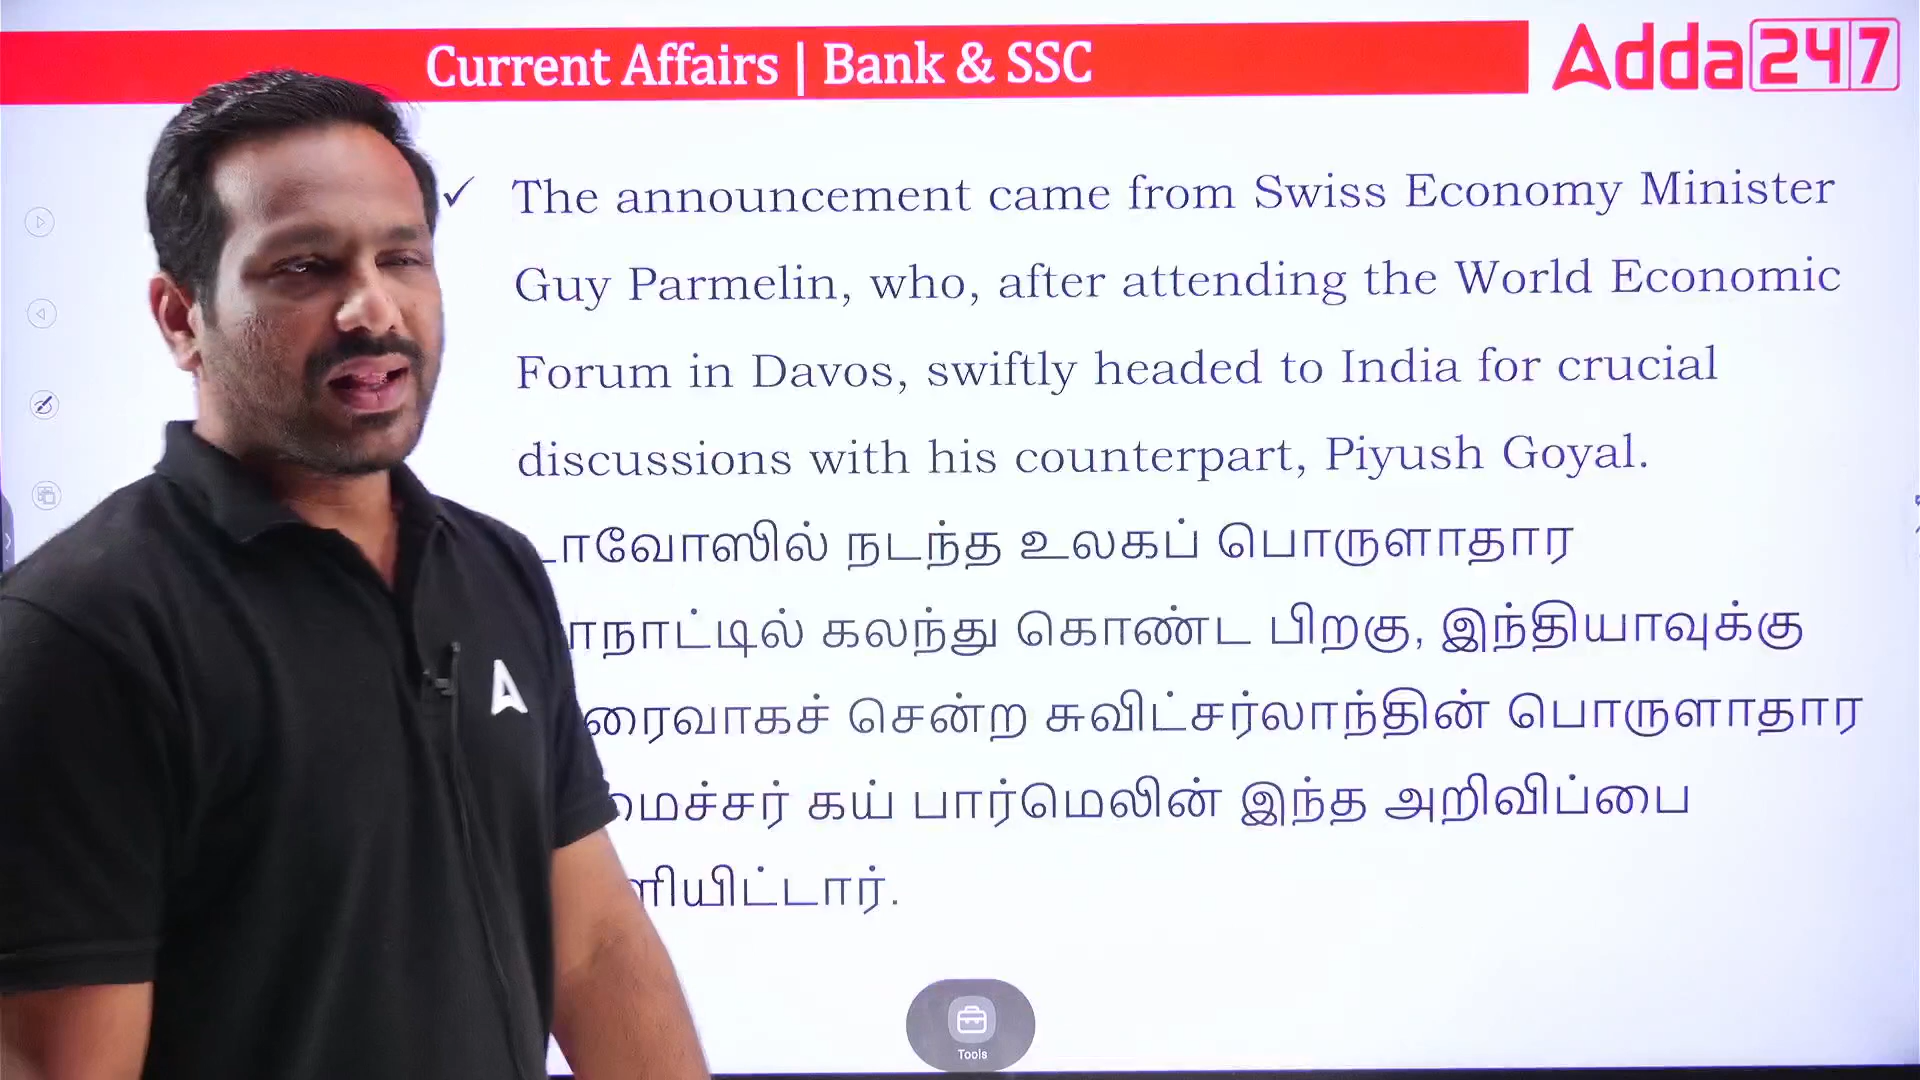 Current Affairs | Bank & SSC
Adda247
✓ The announcement came from Swiss Economy Minister
Guy Parmelin, who, after attending the World Economic
Forum in Davos, swiftly headed to India for crucial
discussions with his counterpart, Piyush Goyal.
நடந்த உலகப் பொருளாதார
கலந்து கொண்ட பிறகு, இந்தியாவுக்கு
சென்ற சுவிட்சர்லாந்தின் பொருளாதார
கய் பார்மெலின் இந்த அறிவிப்பை
Tools